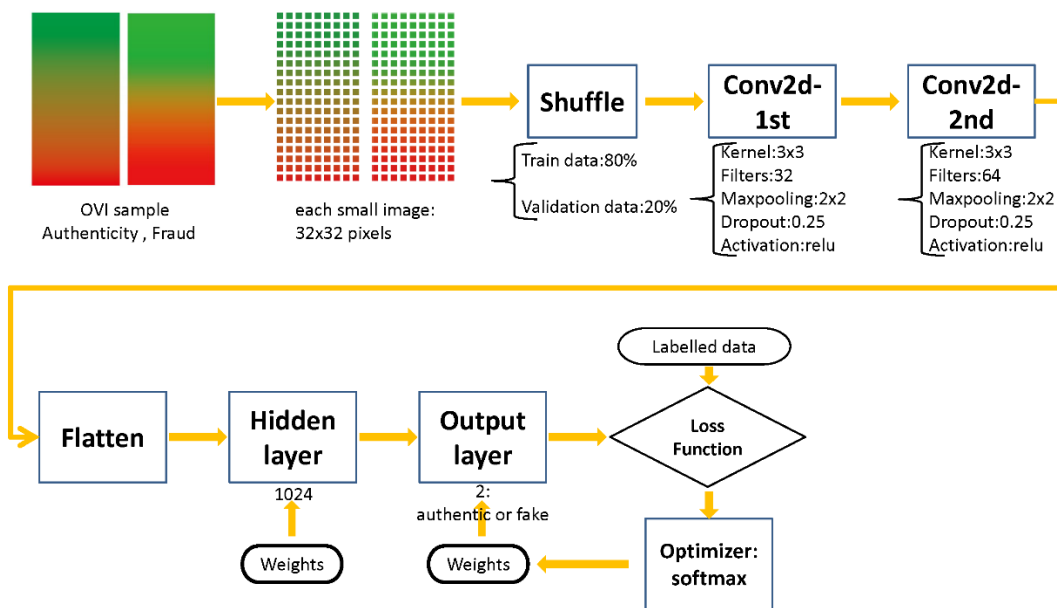 OVI sample
Authenticity , Fraud
each small image:
32x32 pixels
Shuffle
Train data:80%
Validation data:20%
Conv2d-
1st
Kernel:3x3
Filters:32
Maxpooling:2x2
Dropout:0.25
Activation:relu
Conv2d-
2nd
Kernel:3x3
Filters:64
Maxpooling:2x2
Dropout:0.25
Activation:relu
Flatten
Hidden
layer
1024
Weights
Output
layer
2:
authentic or fake
Weights
Labelled data
Loss
Function
Optimizer:
softmax